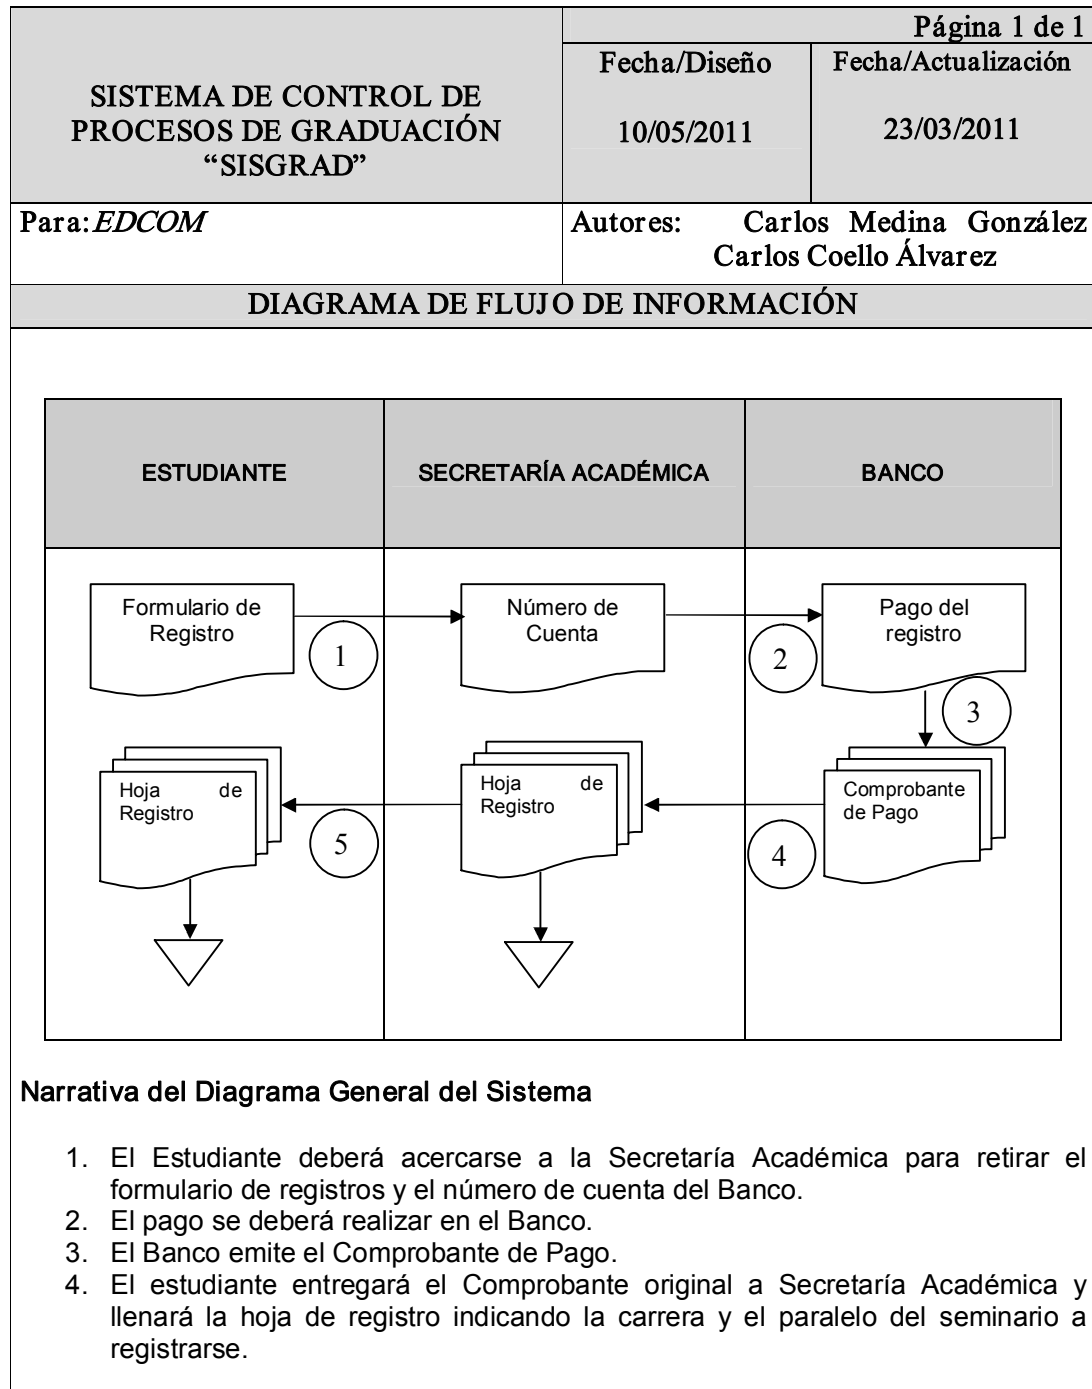 Página 1 de 1
SISTEMA DE CONTROL DE
PROCESOS DE GRADUACIÓN
“SISGRAD”
Fecha/Diseño
10/05/2011
Fecha/Actualización
23/03/2011
Para: EDCOM
Autores: Carlos Medina González
Carlos Coello Álvarez
DIAGRAMA DE FLUJO DE INFORMACIÓN
ESTUDIANTE
SECRETARÍA ACADÉMICA
BANCO
Formulario de
Registro
1
Número de
Cuenta
2
Pago del
registro
3
Hoja de
Registro
5
Hoja de
Registro
4
Comprobante
de Pago
Narrativa del Diagrama General del Sistema
1. El Estudiante deberá acercarse a la Secretaría Académica para retirar el
formulario de registros y el número de cuenta del Banco.
2. El pago se deberá realizar en el Banco.
3. El Banco emite el Comprobante de Pago.
4. El estudiante entregará el Comprobante original a Secretaría Académica y
llenará la hoja de registro indicando la carrera y el paralelo del seminario a
registrarse.